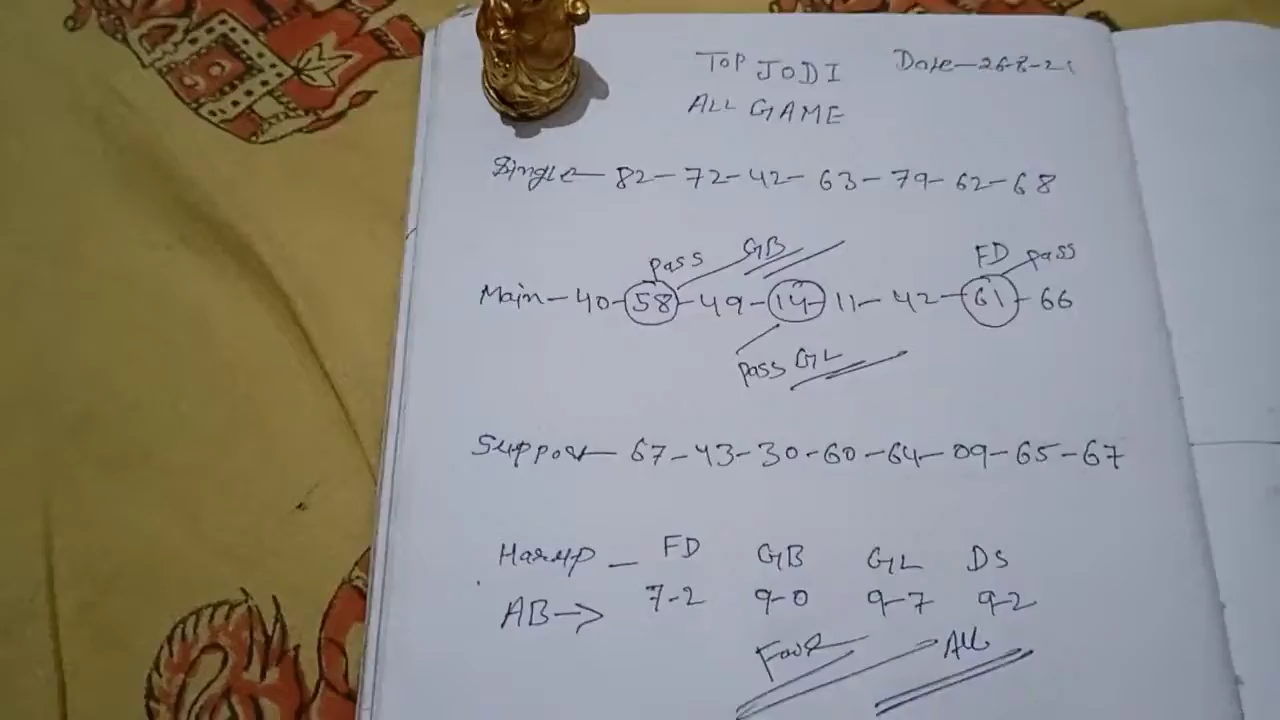 TOP JODI Date-26-8-21
ALL GAME
Single-82-72-42-63-79-62-68
pass GB FD pass
Main-40-58-49-14-11-42-61-66
pass GL
Support-67-43-30-60-64-09-65-67
Harup - FD GB GL DS
AB-> 7-2 9-0 9-7 9-2
All